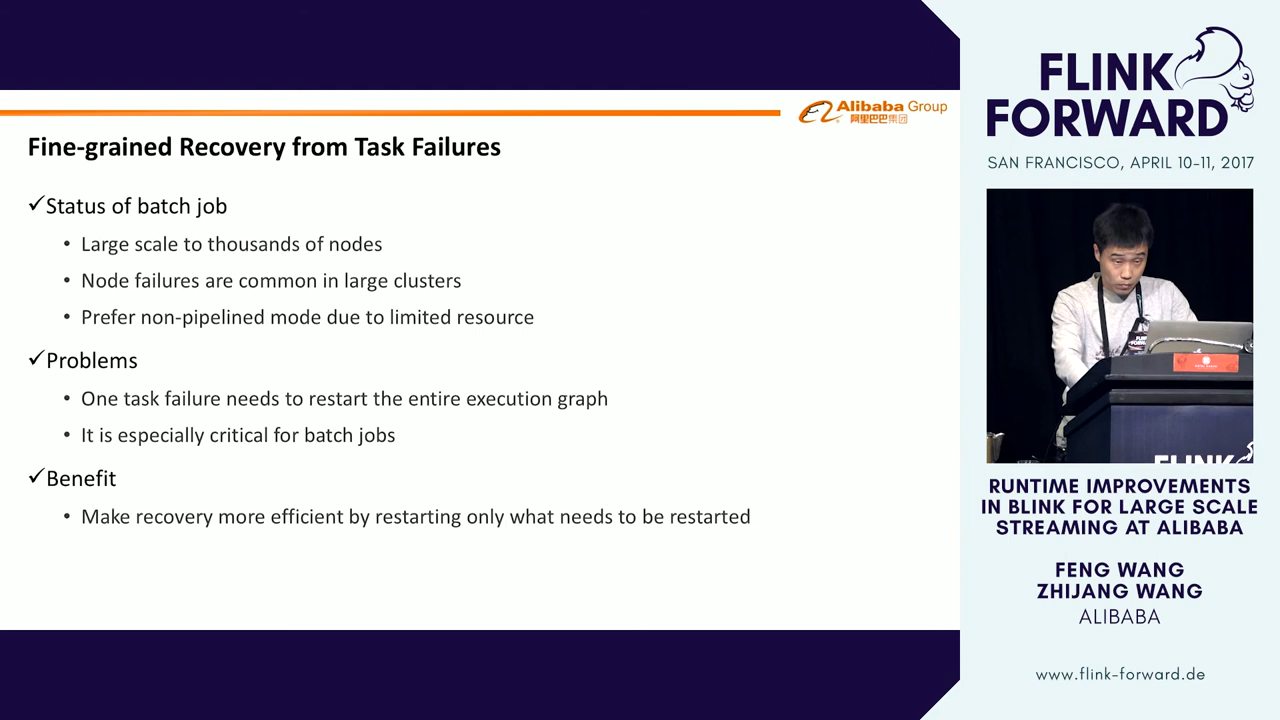 Alibaba Group
阿里巴巴集团
Fine-grained Recovery from Task Failures
✓Status of batch job
• Large scale to thousands of nodes
• Node failures are common in large clusters
• Prefer non-pipelined mode due to limited resource
✓Problems
• One task failure needs to restart the entire execution graph
• It is especially critical for batch jobs
✓Benefit
• Make recovery more efficient by restarting only what needs to be restarted
FLINK
FORWARD
SAN FRANCISCO, APRIL 10-11, 2017
FLINK
RUNTIME IMPROVEMENTS
IN BLINK FOR LARGE SCALE
STREAMING AT ALIBABA
FENG WANG
ZHIJANG WANG
ALIBABA
www.flink-forward.de